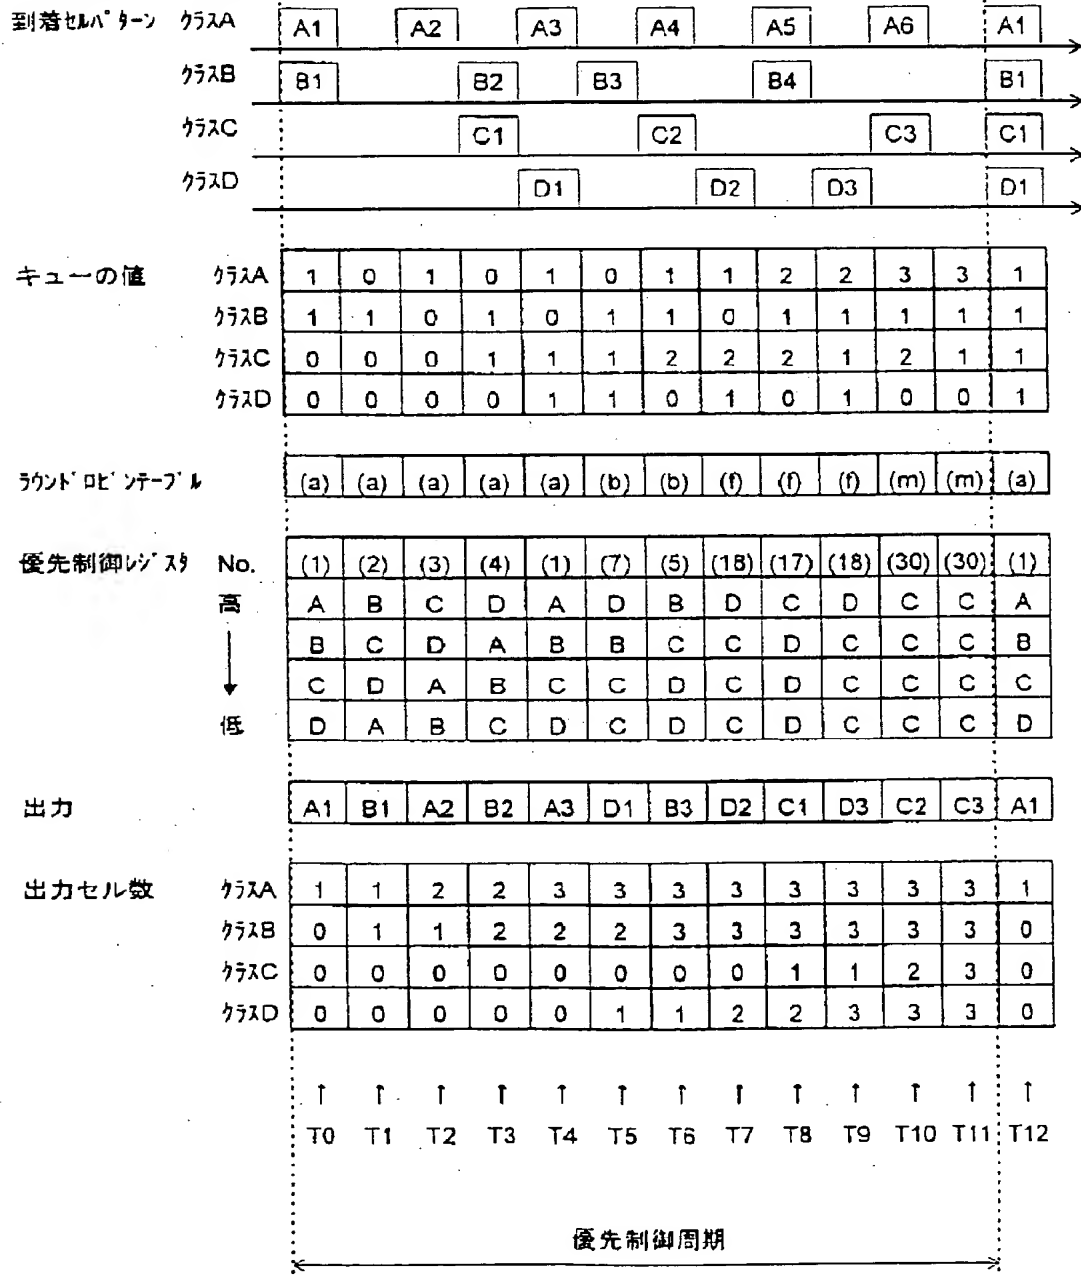 到着セルパターン クラスA A1 A2 A3 A4 A5 A6 A1
クラスB B1 B2 B3 B4 B1
クラスC C1 C2 C3 C1
クラスD D1 D2 D3 D1
キューの値 クラスA 1 0 1 0 1 0 1 1 2 2 3 3 1
クラスB 1 1 0 1 0 1 1 0 1 1 1 1 1
クラスC 0 0 0 1 1 1 2 2 2 1 2 1 1
クラスD 0 0 0 0 1 1 0 1 0 1 0 0 1
ラウンドロビンテーブル (a) (a) (a) (a) (a) (b) (b) (f) (f) (f) (m) (m) (a)
優先制御レジスタ No. (1) (2) (3) (4) (1) (7) (5) (18) (17) (18) (30) (30) (1)
高 A B C D A D B D C D C C A
B C D A B B C C D C C C B
C D A B C C D C D C C C C
低 D A B C D C D C D C C C D
出力 A1 B1 A2 B2 A3 D1 B3 D2 C1 D3 C2 C3 A1
出力セル数 クラスA 1 1 2 2 3 3 3 3 3 3 3 3 1
クラスB 0 1 1 2 2 2 3 3 3 3 3 3 0
クラスC 0 0 0 0 0 0 0 0 1 1 2 3 0
クラスD 0 0 0 0 0 1 1 2 2 3 3 3 0
↑ ↑ ↑ ↑ ↑ ↑ ↑ ↑ ↑ ↑ ↑ ↑ ↑
T0 T1 T2 T3 T4 T5 T6 T7 T8 T9 T10 T11 T12
優先制御周期